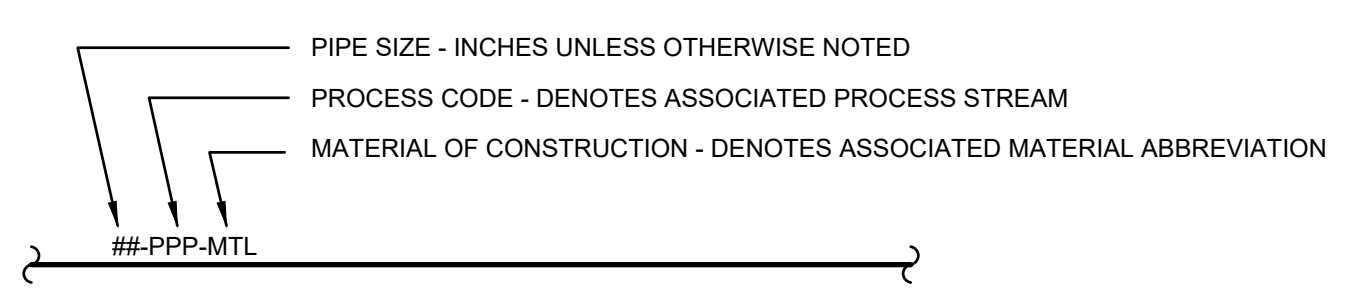 PIPE SIZE - INCHES UNLESS OTHERWISE NOTED
PROCESS CODE - DENOTES ASSOCIATED PROCESS STREAM
MATERIAL OF CONSTRUCTION - DENOTES ASSOCIATED MATERIAL ABBREVIATION
##-PPP-MTL